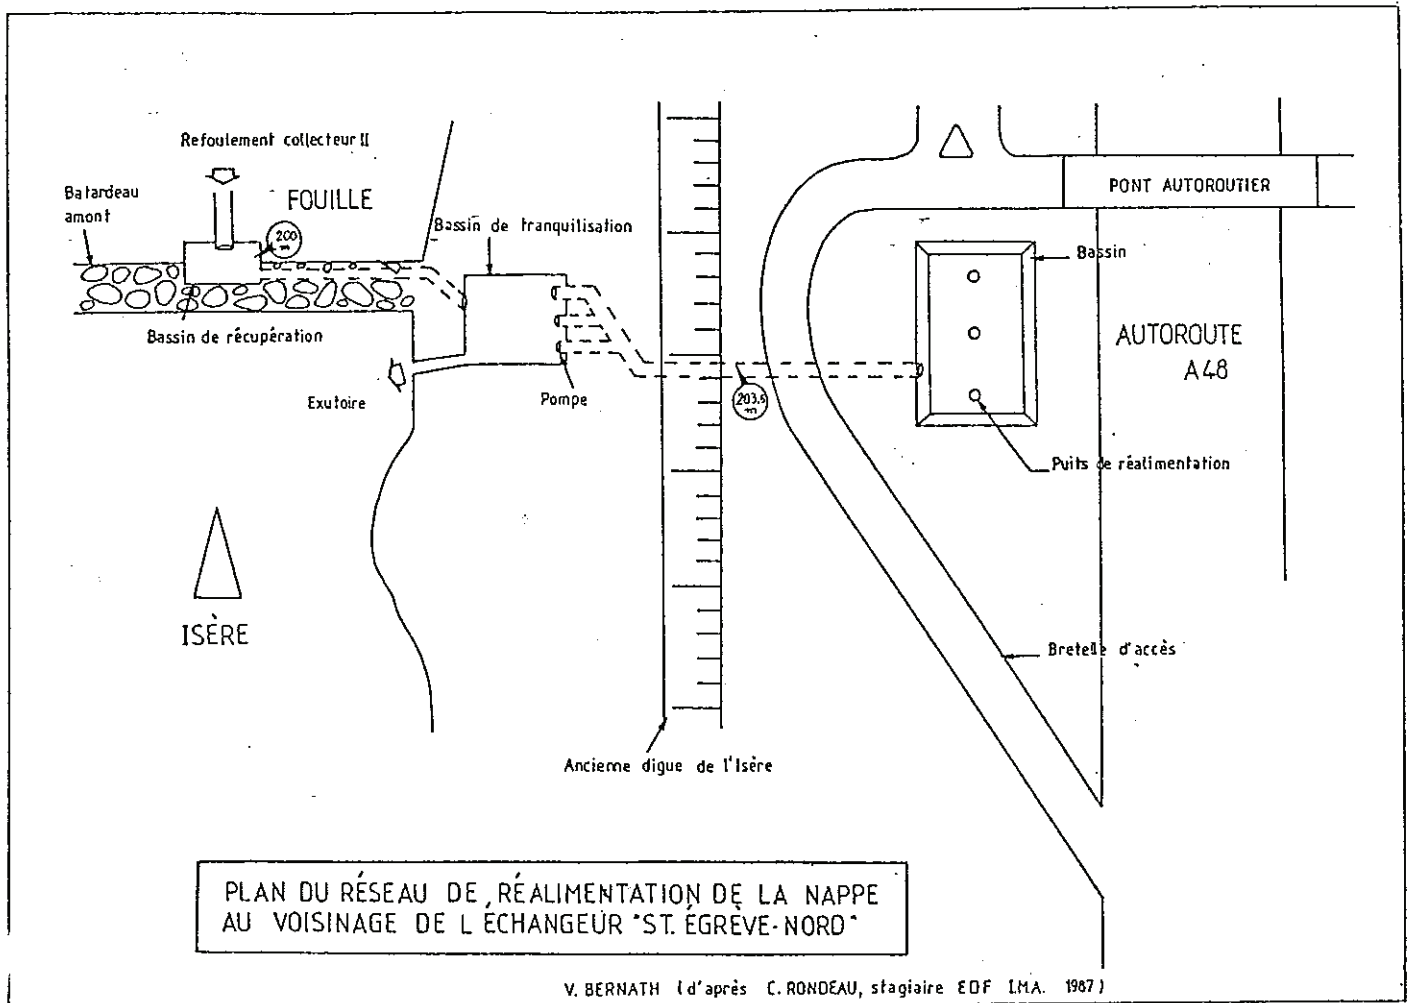 Refoulement collecteur II
Batardeau
amont
FOUILLE
200
m
Bassin de tranquilisation
PONT AUTOROUTIER
Bassin
Bassin de récupération
AUTOROUTE
A48
Exutoire
Pompe
203,5
m
Puits de réalimentation
ISÈRE
Bretelle d'accès
Ancienne digue de l'Isère
PLAN DU RÉSEAU DE RÉALIMENTATION DE LA NAPPE
AU VOISINAGE DE L ÉCHANGEUR "ST. ÉGRÈVE-NORD"
V. BERNATH (d'après C. RONDEAU, stagiaire EDF I.M.A. 1987)